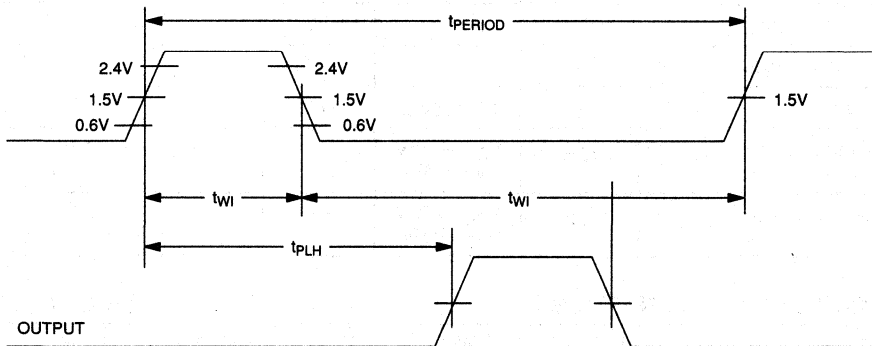 tPERIOD
2.4V
2.4V
1.5V
1.5V
1.5V
0.6V
0.6V
tWI
tWI
tPLH
OUTPUT